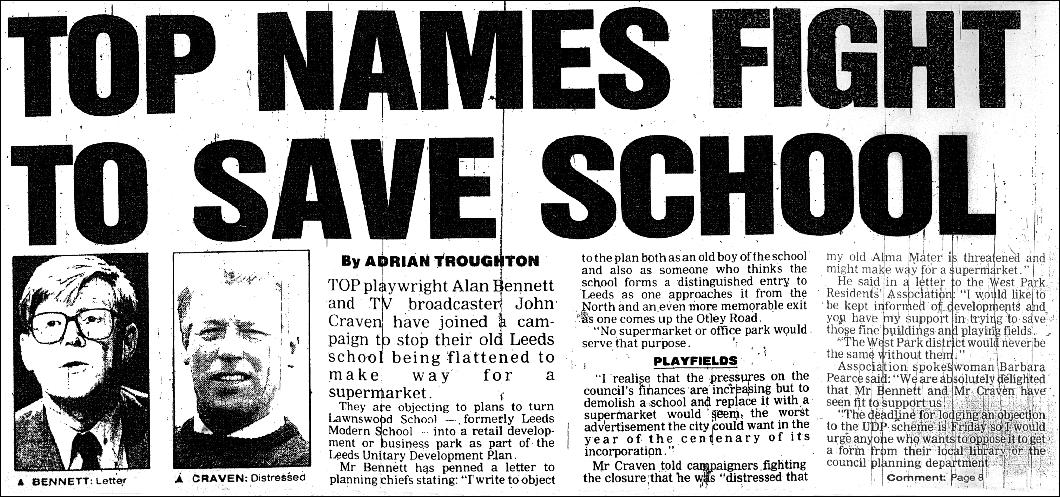 TOP NAMES FIGHT
TO SAVE SCHOOL
▲ BENNETT: Letter
▲ CRAVEN: Distressed
By ADRIAN TROUGHTON
TOP playwright Alan Bennett
and TV broadcaster John
Craven have joined a cam-
paign to stop their old Leeds
school being flattened to
make way for a
supermarket.
They are objecting to plans to turn
Lawnswood School — formerly Leeds
Modern School — into a retail develop-
ment or business park as part of the
Leeds Unitary Development Plan.
Mr Bennett has penned a letter to
planning chiefs stating: "I write to object
to the plan both as an old boy of the school
and also as someone who thinks the
school forms a distinguished entry to
Leeds as one approaches it from the
North and an even more memorable exit
as one comes up the Otley Road.
"No supermarket or office park would
serve that purpose.
PLAYFIELDS
"I realise that the pressures on the
council's finances are increasing but to
demolish a school and replace it with a
supermarket would seem the worst
advertisement the city could want in the
year of the centenary of its
incorporation."
Mr Craven told campaigners fighting
the closure that he was "distressed that
my old Alma Mater is threatened and
might make way for a supermarket."
He said in a letter to the West Park
Residents' Association: "I would like to
be kept informed of developments and
you have my support in trying to save
those fine buildings and playing fields.
"The West Park district would never be
the same without them."
Association spokeswoman Barbara
Pearce said: "We are absolutely delighted
that Mr Bennett and Mr Craven have
seen fit to support us.
"The deadline for lodging an objection
to the UDP scheme is Friday so I would
urge anyone who wants to oppose it to get
a form from their local library or the
council planning department
Comment: Page 8